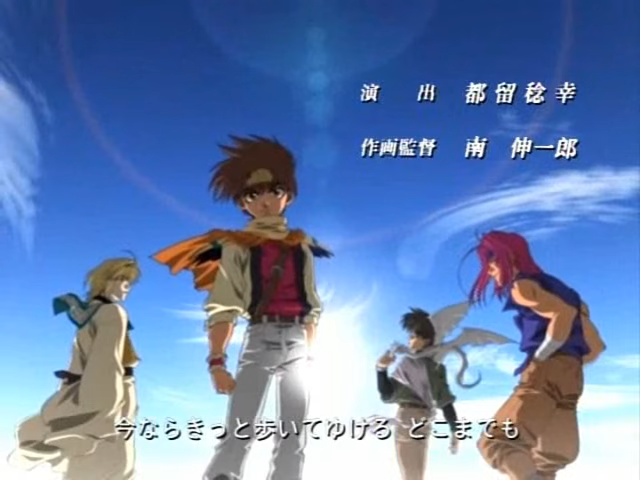 演 出 都留稔幸
作画監督 南 伸一郎
今ならきっと歩いてゆける どこまでも